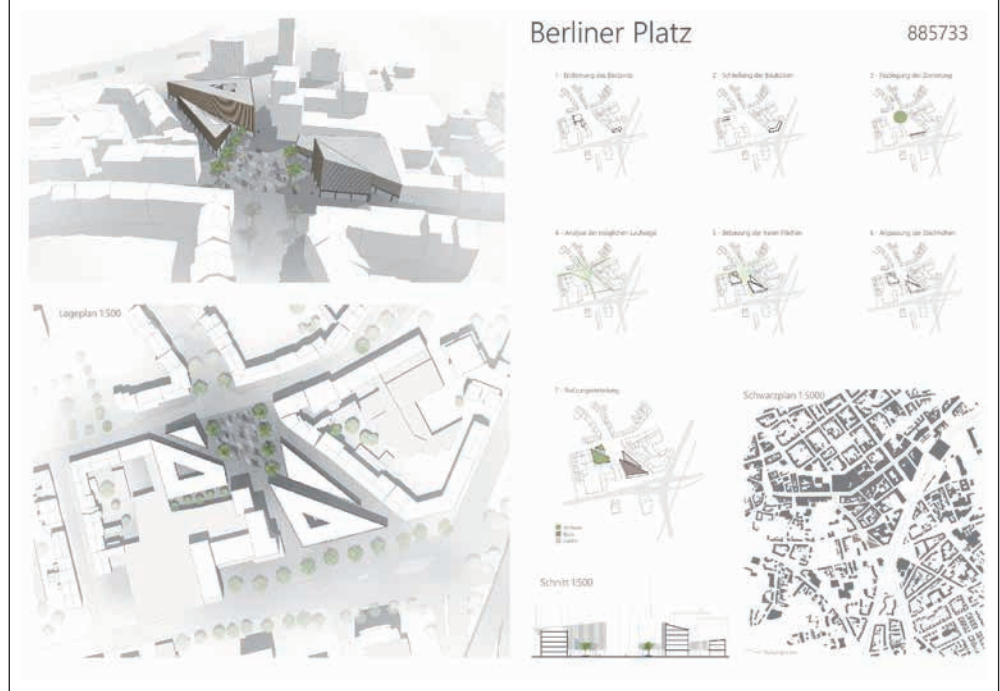 Berliner Platz
885733
1 - Entfernung des Bestands
2 - Schließung der Baulücken
3 - Festlegung der Zonierung
4 - Analyse der möglichen Laufwege
5 - Bebauung der freien Flächen
6 - Anpassung der Dachhöhen
7 - Nutzungsverteilung
Lageplan 1:500
Schwarzplan 1:5000
Büro
Schnitt 1:500